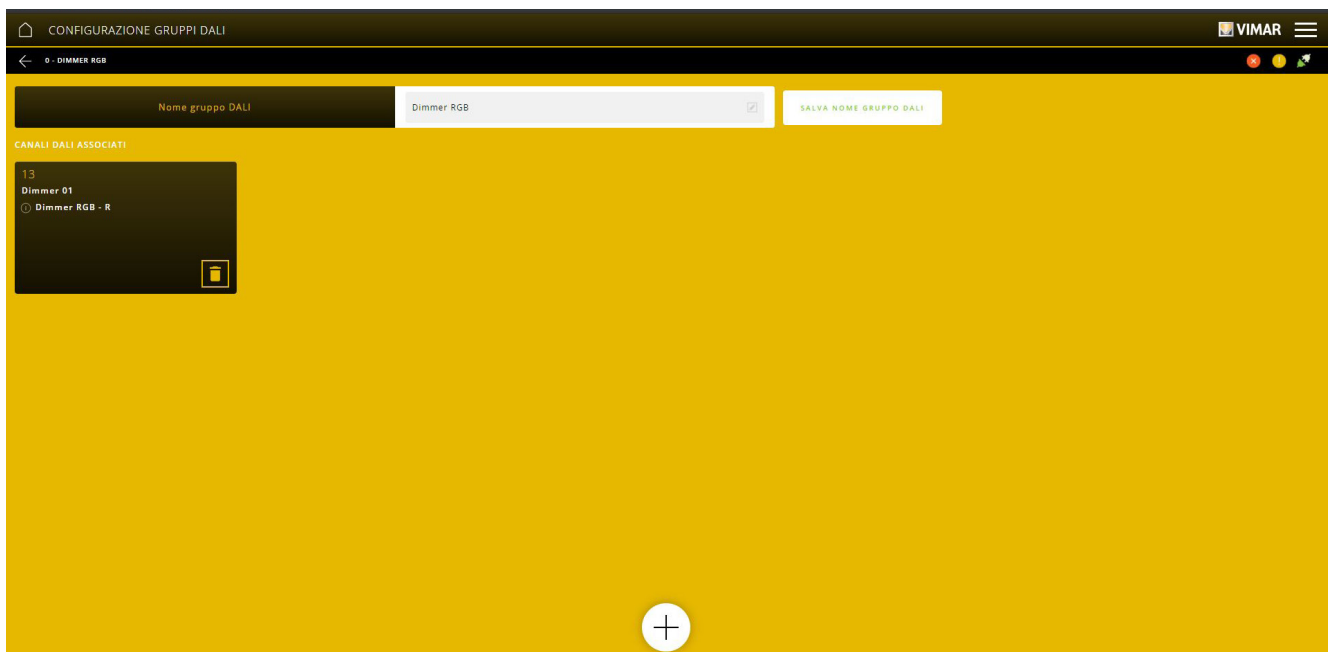 CONFIGURAZIONE GRUPPI DALI
VIMAR
0 - DIMMER RGB
Nome gruppo DALI
Dimmer RGB
SALVA NOME GRUPPO DALI
CANALI DALI ASSOCIATI
13
Dimmer 01
Dimmer RGB - R